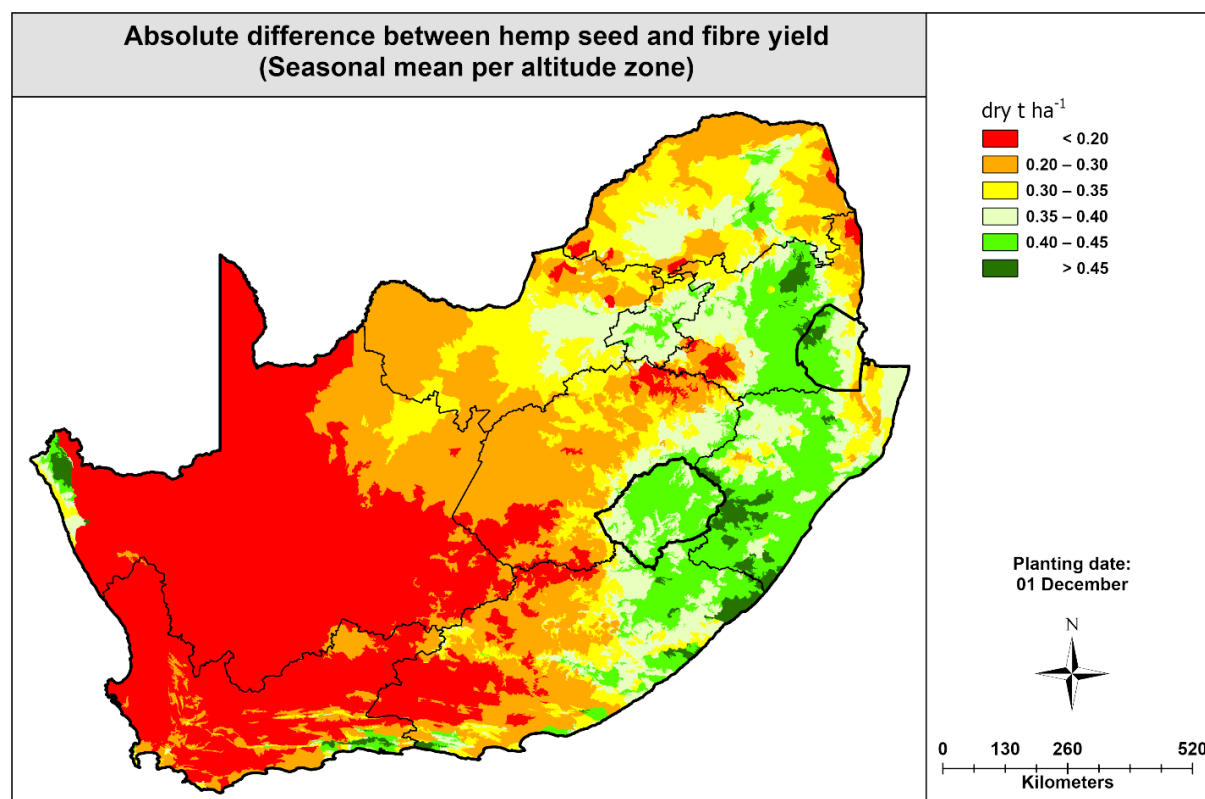 Absolute difference between hemp seed and fibre yield
(Seasonal mean per altitude zone)
dry t ha⁻¹
< 0.20
0.20 – 0.30
0.30 – 0.35
0.35 – 0.40
0.40 – 0.45
> 0.45
Planting date:
01 December
N
0 130 260 520
Kilometers